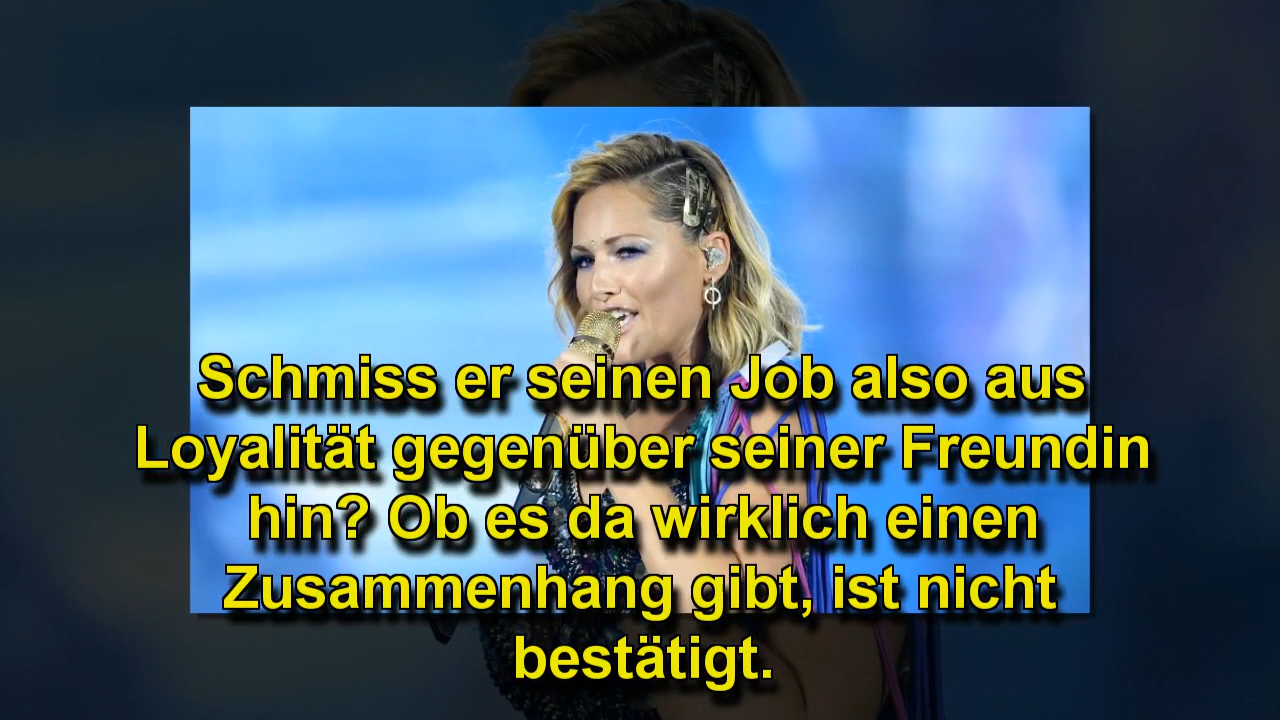 Schmiss er seinen Job also aus
Loyalität gegenüber seiner Freundin
hin? Ob es da wirklich einen
Zusammenhang gibt, ist nicht
bestätigt.